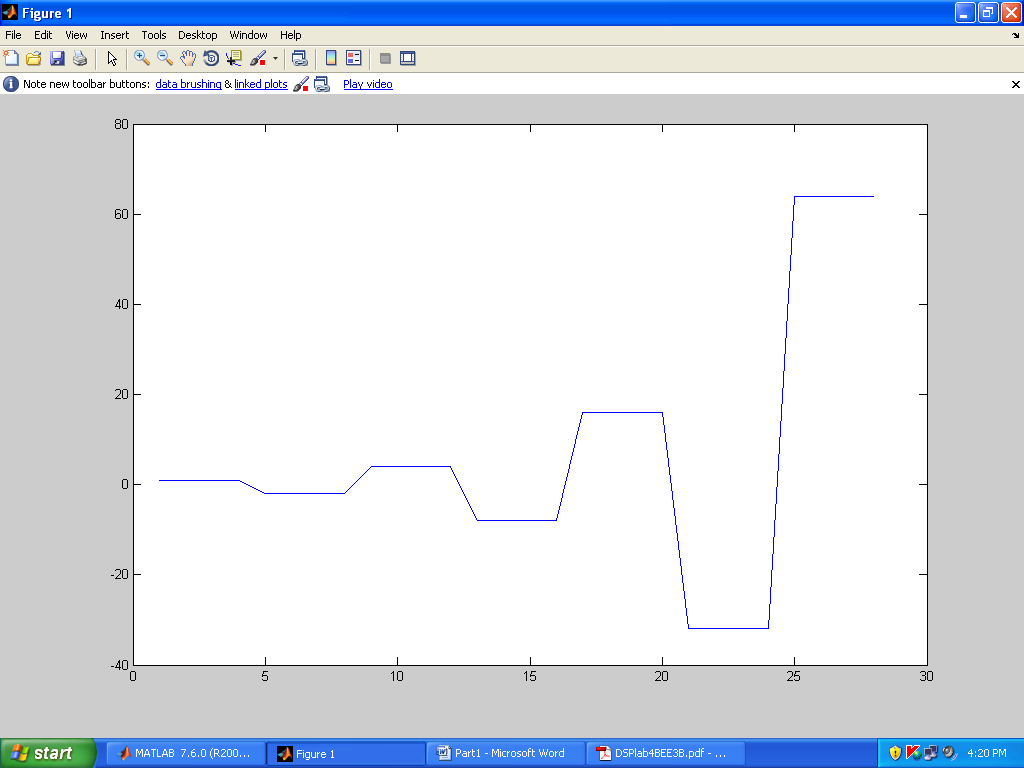 Figure 1
File Edit View Insert Tools Desktop Window Help
Note new toolbar buttons: data brushing & linked plots Play video
80
60
40
20
0
-20
-40
0 5 10 15 20 25 30
start MATLAB 7.6.0 (R200... Figure 1 Part1 - Microsoft Word DSPlab4BEE3B.pdf - ... 4:20 PM